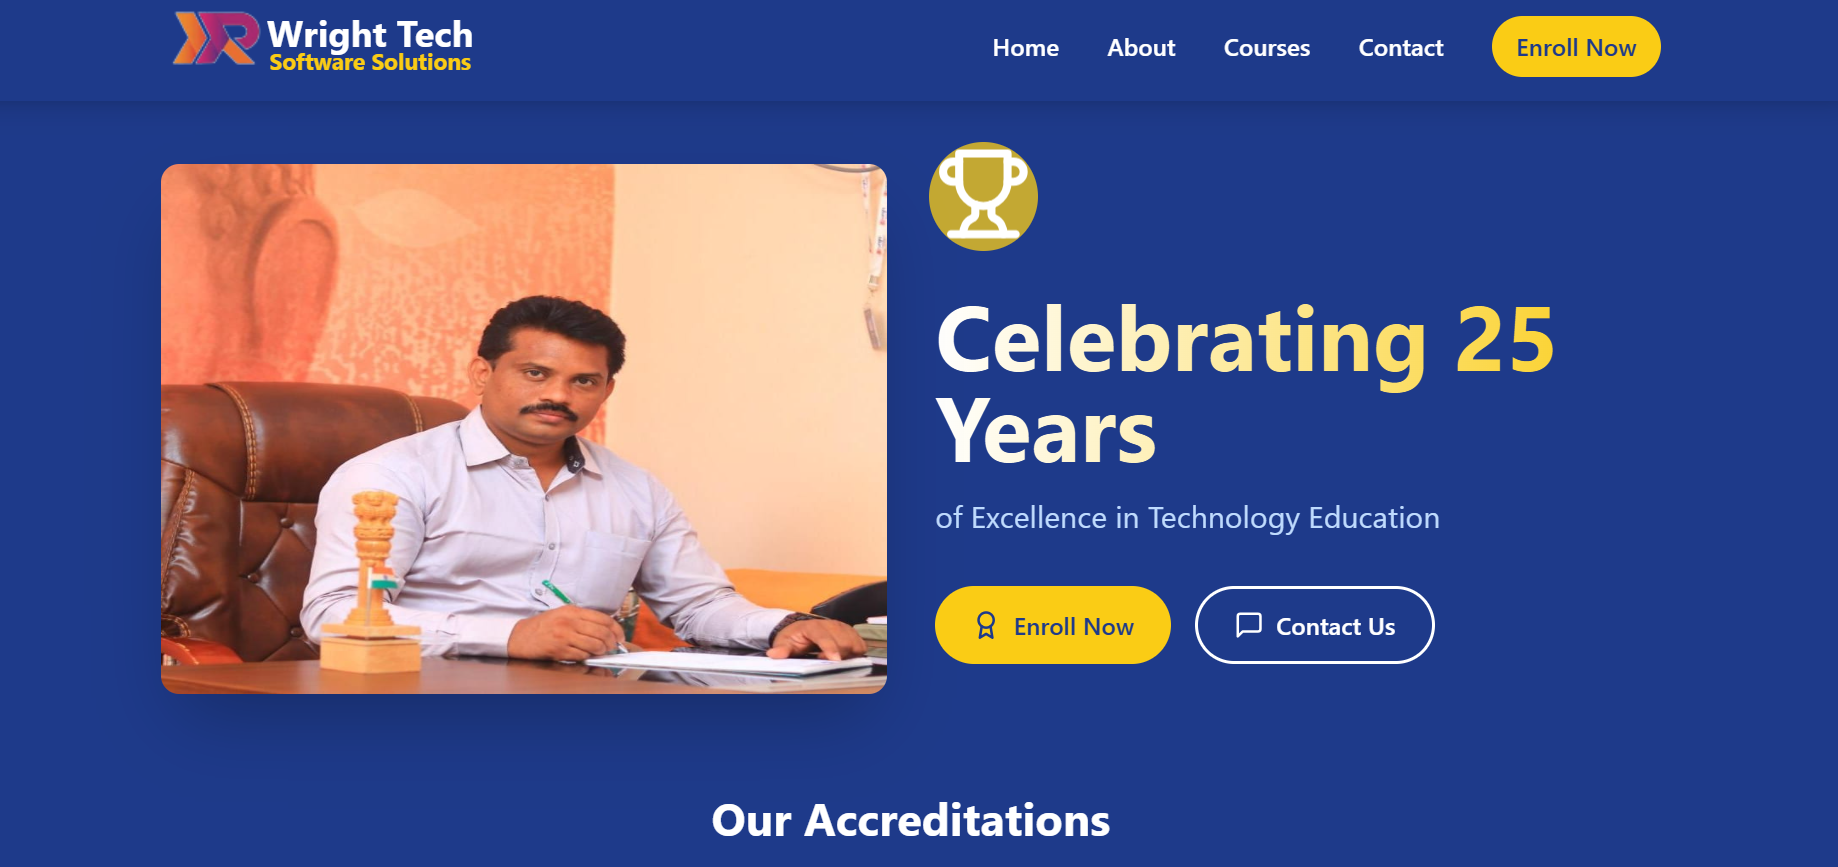 Wright Tech
Software Solutions
Home
About
Courses
Contact
Enroll Now
Celebrating 25
Years
of Excellence in Technology Education
Enroll Now
Contact Us
Our Accreditations